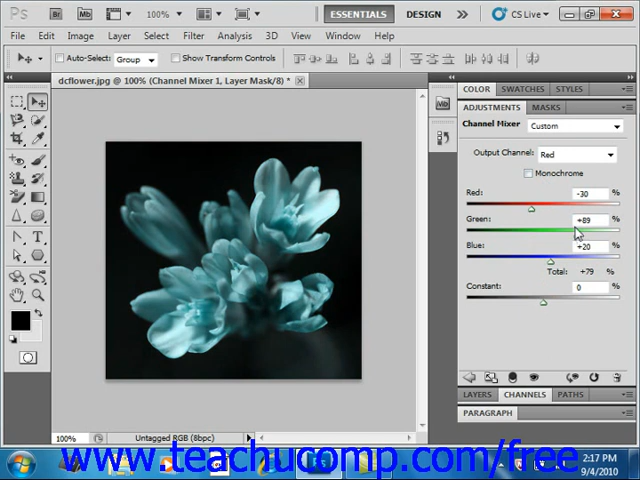 Ps Br Mb 100% ESSENTIALS DESIGN CS Live
File Edit Image Layer Select Filter Analysis 3D View Window Help
Auto-Select: Group Show Transform Controls
dcflower.jpg @ 100% (Channel Mixer 1, Layer Mask/8) *
COLOR SWATCHES STYLES
ADJUSTMENTS MASKS
Mb
Channel Mixer Custom
Output Channel: Red
Monochrome
Red: -30 %
Green: +89 %
Blue: +20 %
Total: +79 %
Constant: 0 %
LAYERS CHANNELS PATHS
PARAGRAPH
100% Untagged RGB (8bpc)
www.teachucomp.com/free
2:17 PM
9/4/2010